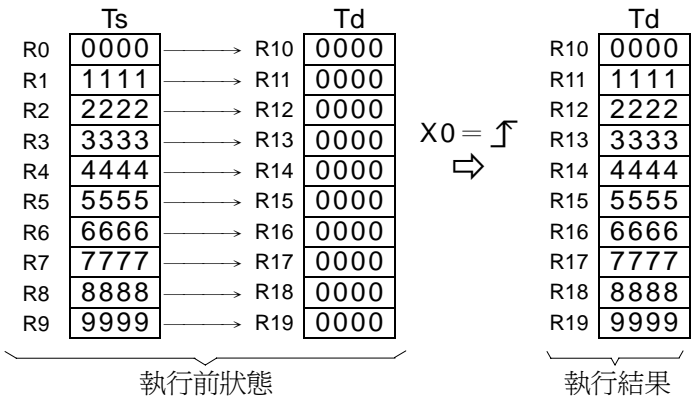 Ts Td Td
R0 0000 R10 0000 R10 0000
R1 1111 R11 0000 R11 1111
R2 2222 R12 0000 R12 2222
R3 3333 R13 0000 X0= R13 3333
R4 4444 R14 0000 R14 4444
R5 5555 R15 0000 R15 5555
R6 6666 R16 0000 R16 6666
R7 7777 R17 0000 R17 7777
R8 8888 R18 0000 R18 8888
R9 9999 R19 0000 R19 9999
執行前狀態 執行結果